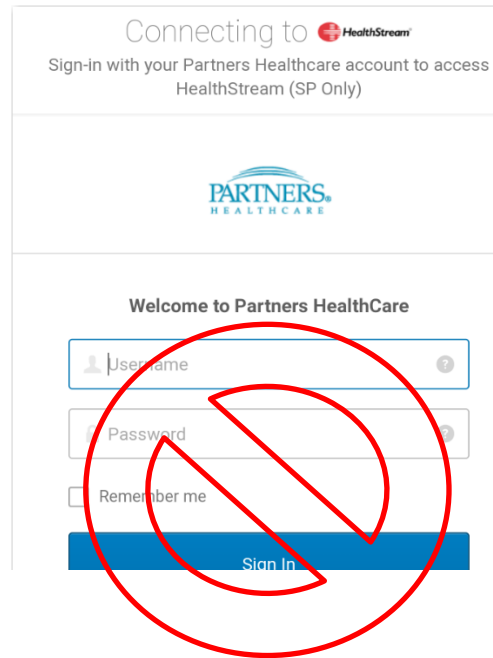 Connecting to HealthStream
Sign-in with your Partners Healthcare account to access
HealthStream (SP Only)
PARTNERS®
HEALTHCARE
Welcome to Partners HealthCare
Username
Password
Remember me
Sign In